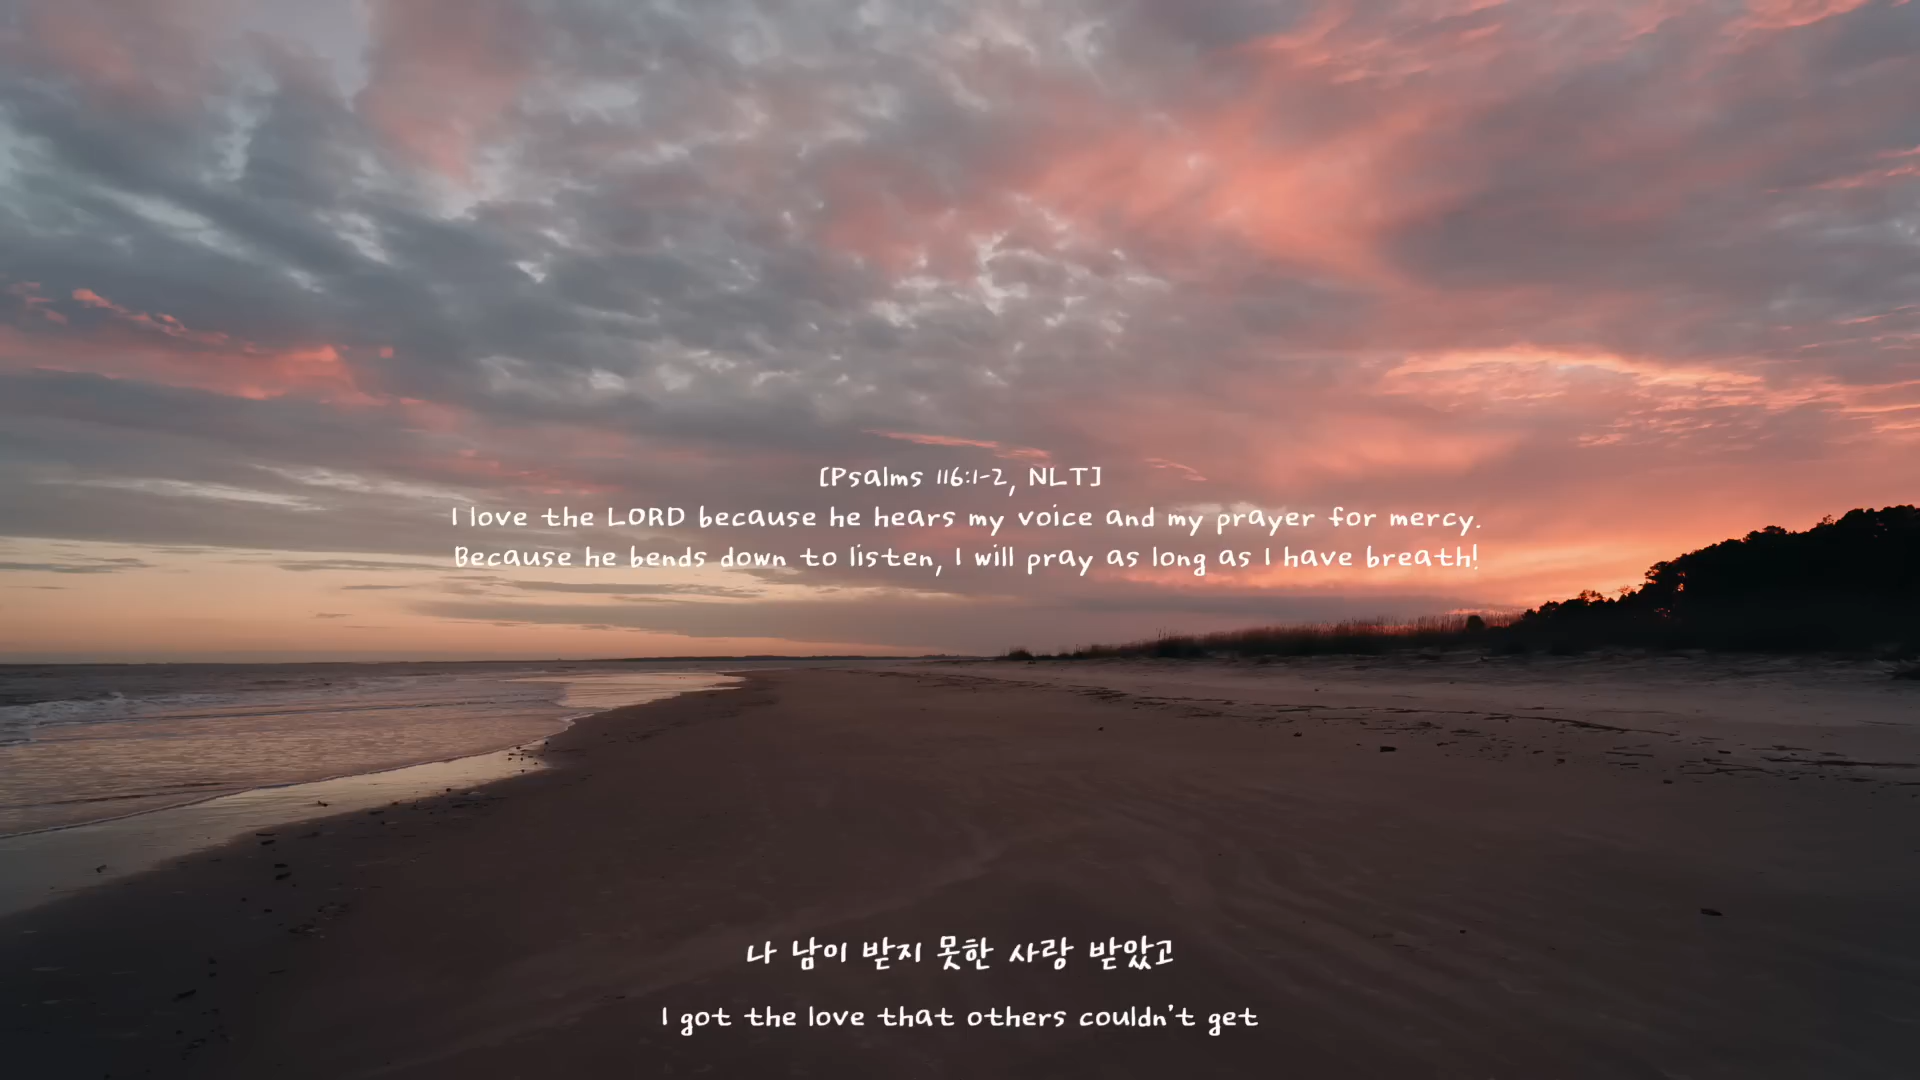 [Psalms 116:1-2, NLT]
I love the LORD because he hears my voice and my prayer for mercy.
Because he bends down to listen, I will pray as long as I have breath!
나 남이 받지 못한 사랑 받았고
I got the love that others couldn't get